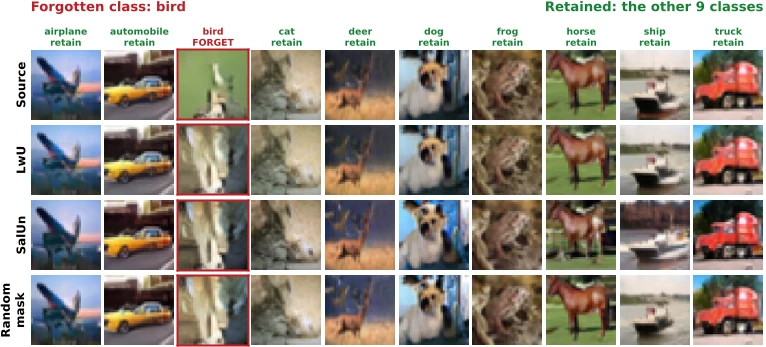 Forgotten class: bird
Retained: the other 9 classes
airplane
retain
automobile
retain
bird
FORGET
cat
retain
deer
retain
dog
retain
frog
retain
horse
retain
ship
retain
truck
retain
Source
LwU
SalUn
Random
mask